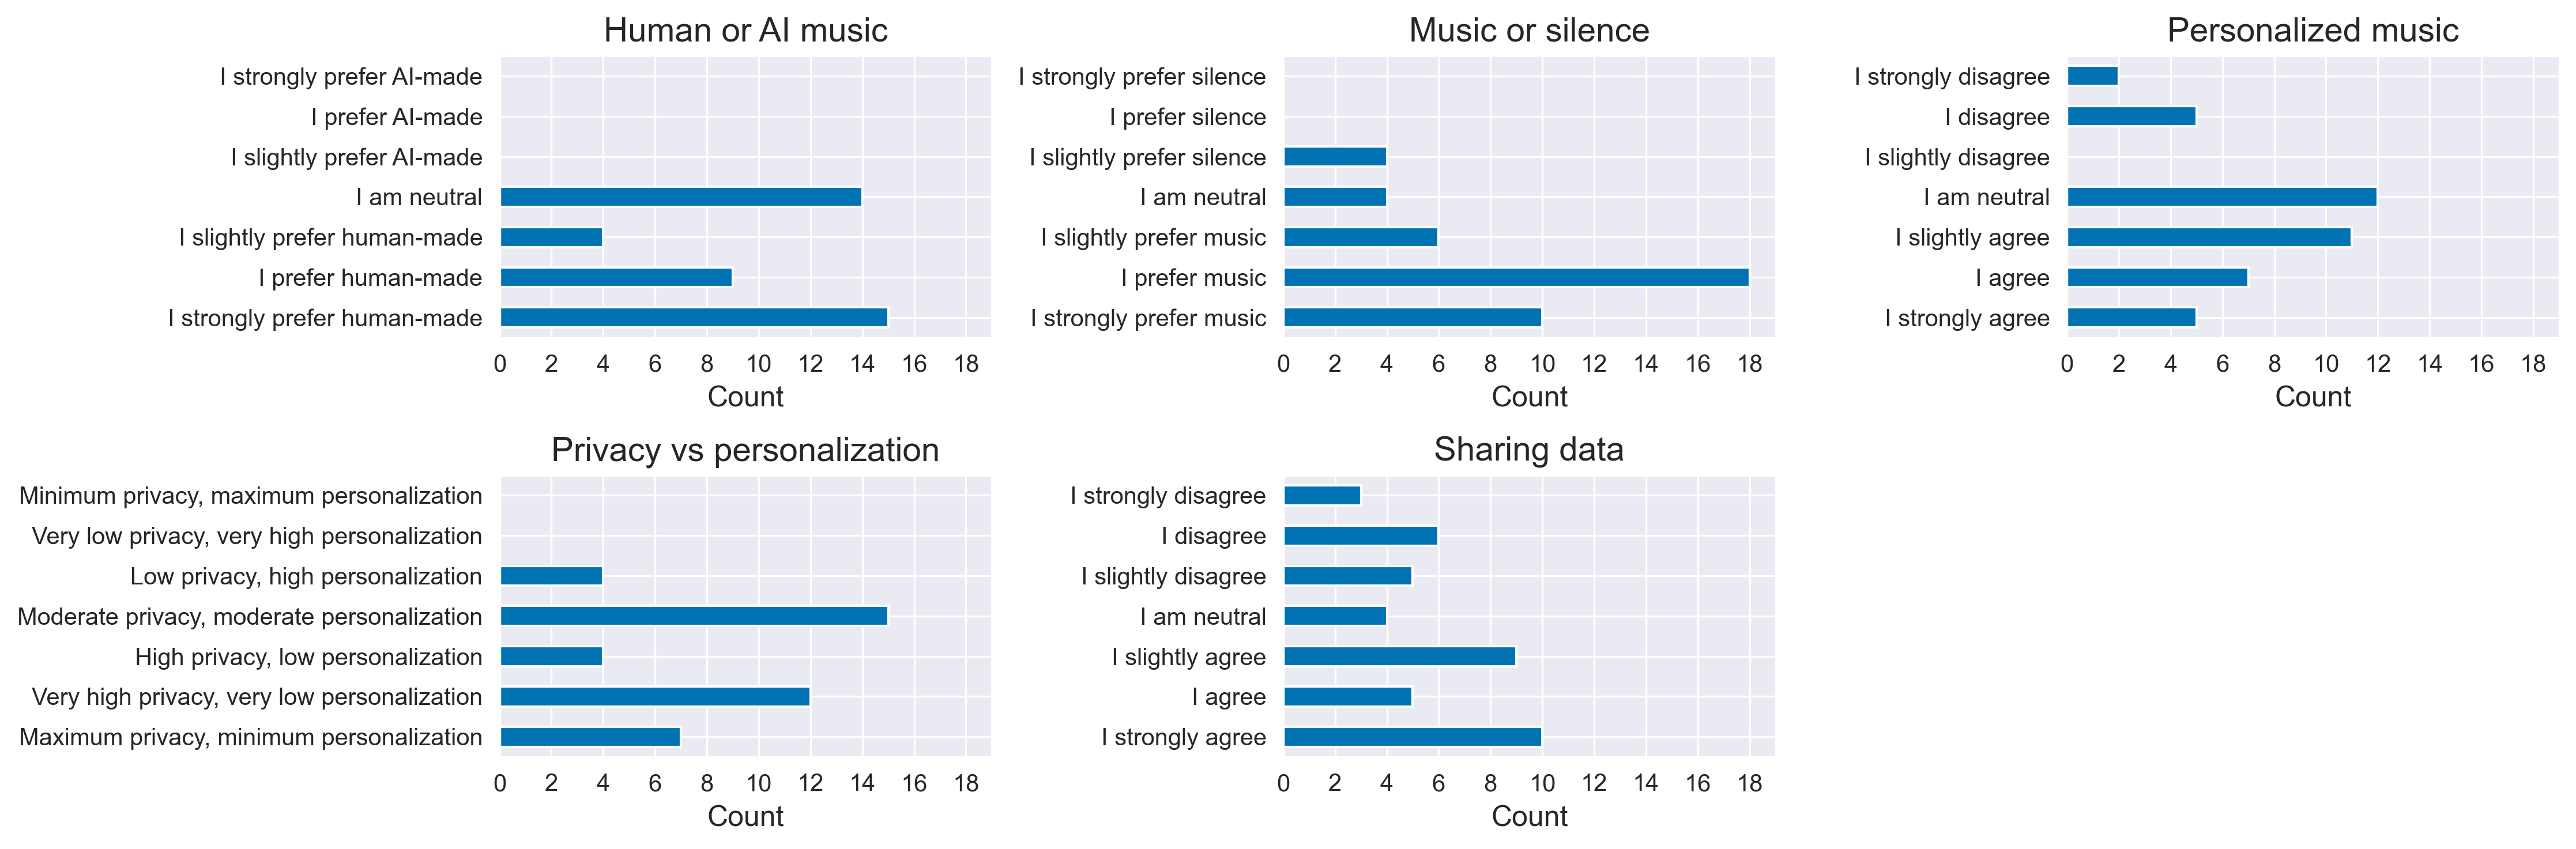 Human or AI music
I strongly prefer AI-made
I prefer AI-made
I slightly prefer AI-made
I am neutral
I slightly prefer human-made
I prefer human-made
I strongly prefer human-made
0 2 4 6 8 10 12 14 16 18
Count
Music or silence
I strongly prefer silence
I prefer silence
I slightly prefer silence
I am neutral
I slightly prefer music
I prefer music
I strongly prefer music
0 2 4 6 8 10 12 14 16 18
Count
Personalized music
I strongly disagree
I disagree
I slightly disagree
I am neutral
I slightly agree
I agree
I strongly agree
0 2 4 6 8 10 12 14 16 18
Count
Privacy vs personalization
Minimum privacy, maximum personalization
Very low privacy, very high personalization
Low privacy, high personalization
Moderate privacy, moderate personalization
High privacy, low personalization
Very high privacy, very low personalization
Maximum privacy, minimum personalization
0 2 4 6 8 10 12 14 16 18
Count
Sharing data
I strongly disagree
I disagree
I slightly disagree
I am neutral
I slightly agree
I agree
I strongly agree
0 2 4 6 8 10 12 14 16 18
Count